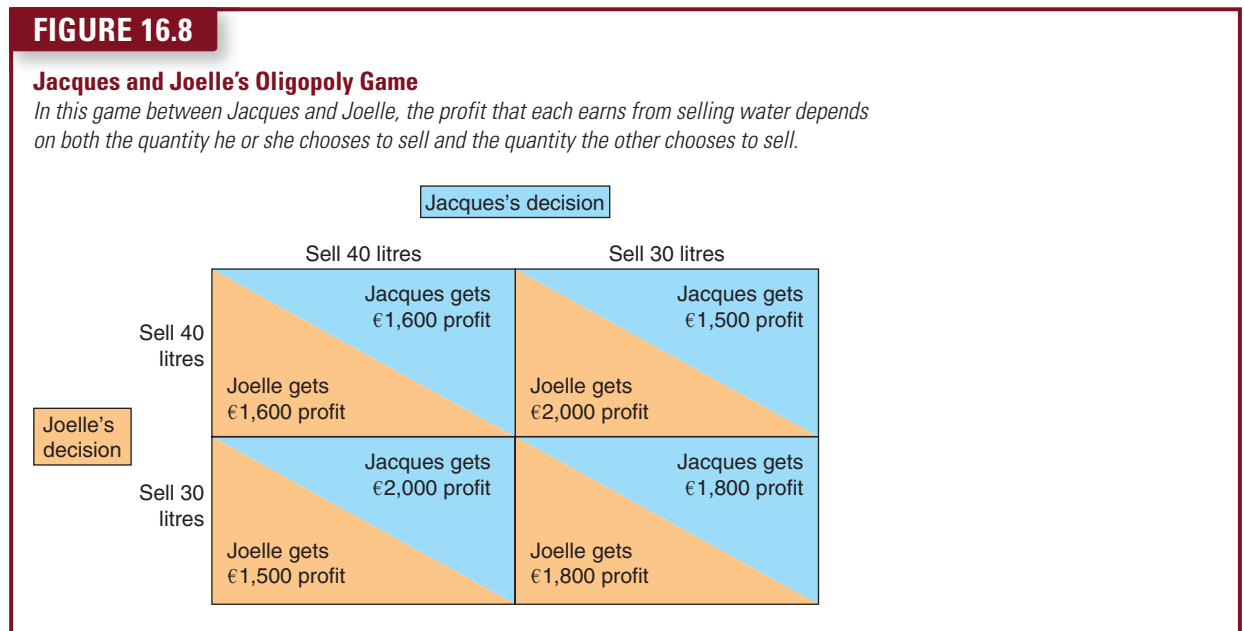 FIGURE 16.8
Jacques and Joelle's Oligopoly Game
In this game between Jacques and Joelle, the profit that each earns from selling water depends
on both the quantity he or she chooses to sell and the quantity the other chooses to sell.
Jacques's decision
Sell 40 litres
Sell 30 litres
Sell 40
litres
Jacques gets
€1,600 profit
Joelle gets
€1,600 profit
Jacques gets
€1,500 profit
Joelle gets
€2,000 profit
Joelle's
decision
Sell 30
litres
Jacques gets
€2,000 profit
Joelle gets
€1,500 profit
Jacques gets
€1,800 profit
Joelle gets
€1,800 profit